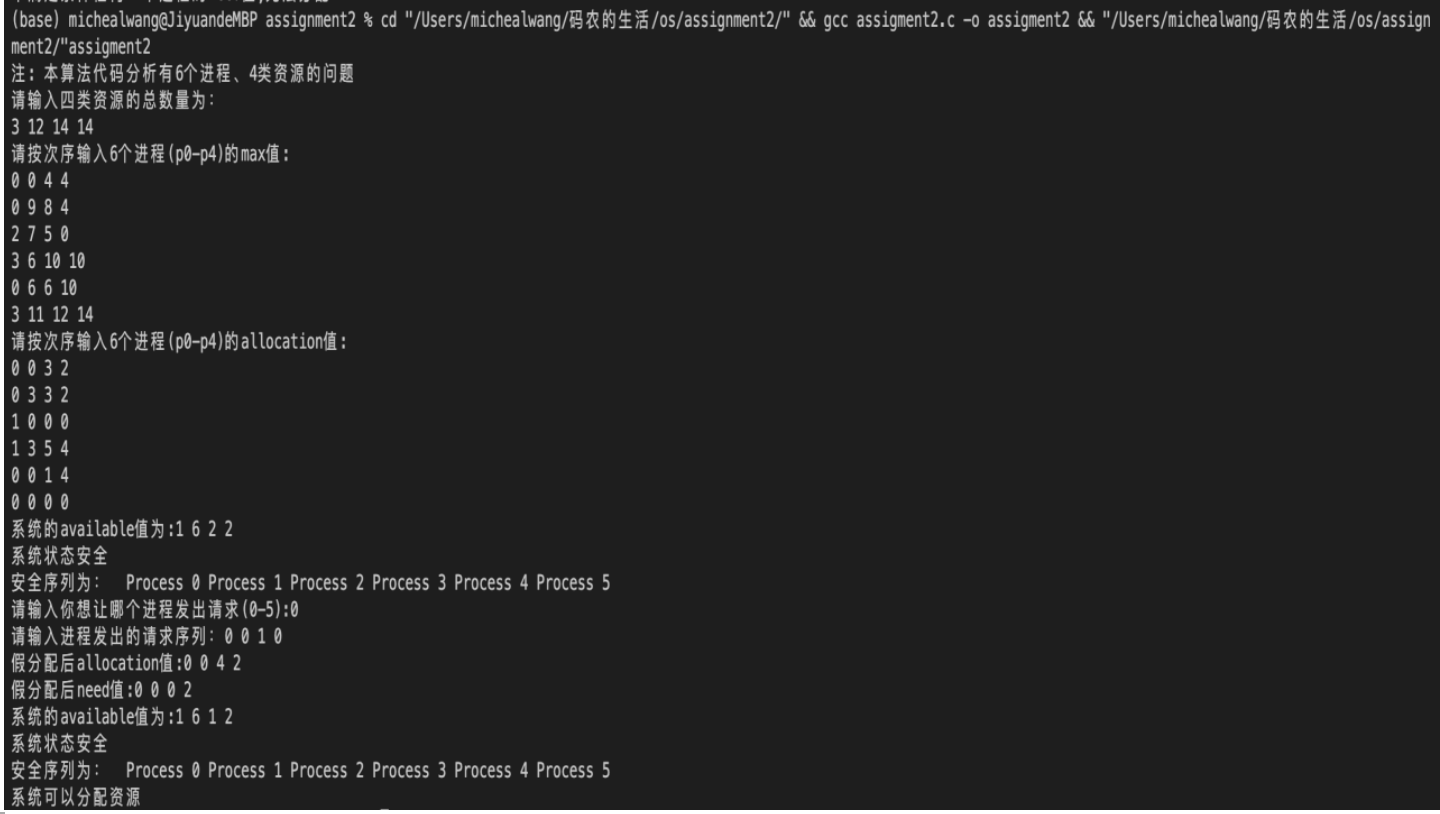 (base) michealwang@JiyuandeMBP assignment2 % cd "/Users/michealwang/码农的生活/os/assignment2/" && gcc assigment2.c -o assigment2 && "/Users/michealwang/码农的生活/os/assign
ment2/"assigment2
注: 本算法代码分析有6个进程、4类资源的问题
请输入四类资源的总数量为:
3 12 14 14
请按次序输入6个进程(p0-p4)的max值:
0 0 4 4
0 9 8 4
2 7 5 0
3 6 10 10
0 6 6 10
3 11 12 14
请按次序输入6个进程(p0-p4)的allocation值:
0 0 3 2
0 3 3 2
1 0 0 0
1 3 5 4
0 0 1 4
0 0 0 0
系统的available值为:1 6 2 2
系统状态安全
安全序列为: Process 0 Process 1 Process 2 Process 3 Process 4 Process 5
请输入你想让哪个进程发出请求(0-5):0
请输入进程发出的请求序列: 0 0 1 0
假分配后allocation值:0 0 4 2
假分配后need值:0 0 0 2
系统的available值为:1 6 1 2
系统状态安全
安全序列为: Process 0 Process 1 Process 2 Process 3 Process 4 Process 5
系统可以分配资源